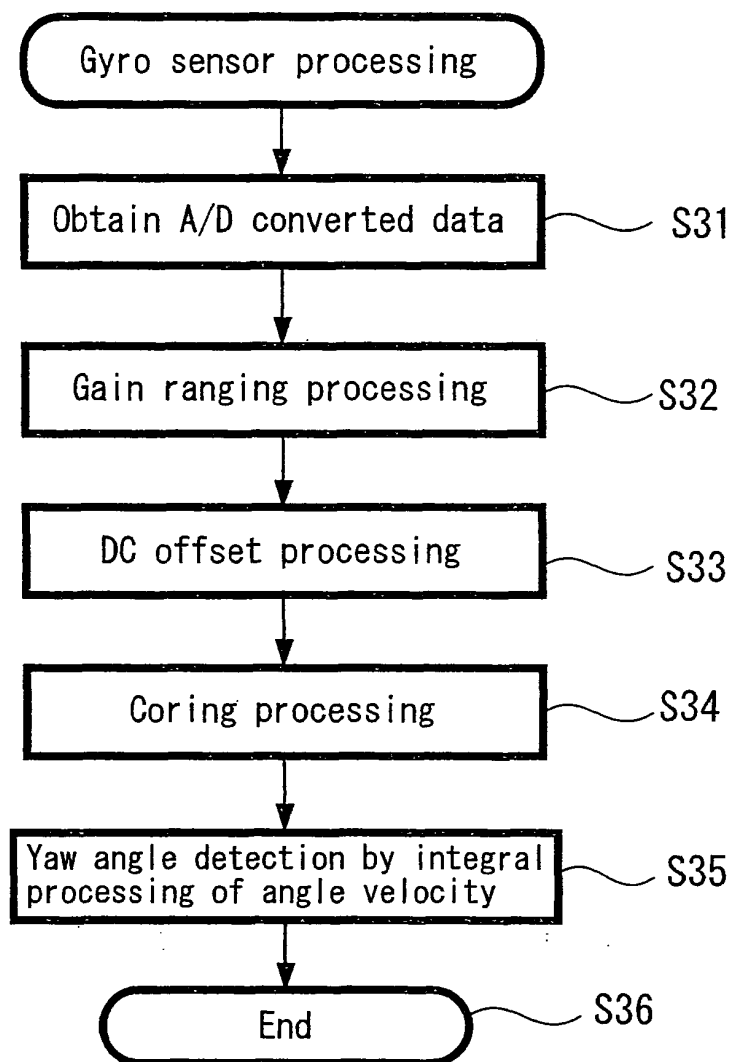 Gyro sensor processing
Obtain A/D converted data
S31
Gain ranging processing
S32
DC offset processing
S33
Coring processing
S34
Yaw angle detection by integral
processing of angle velocity
S35
End
S36